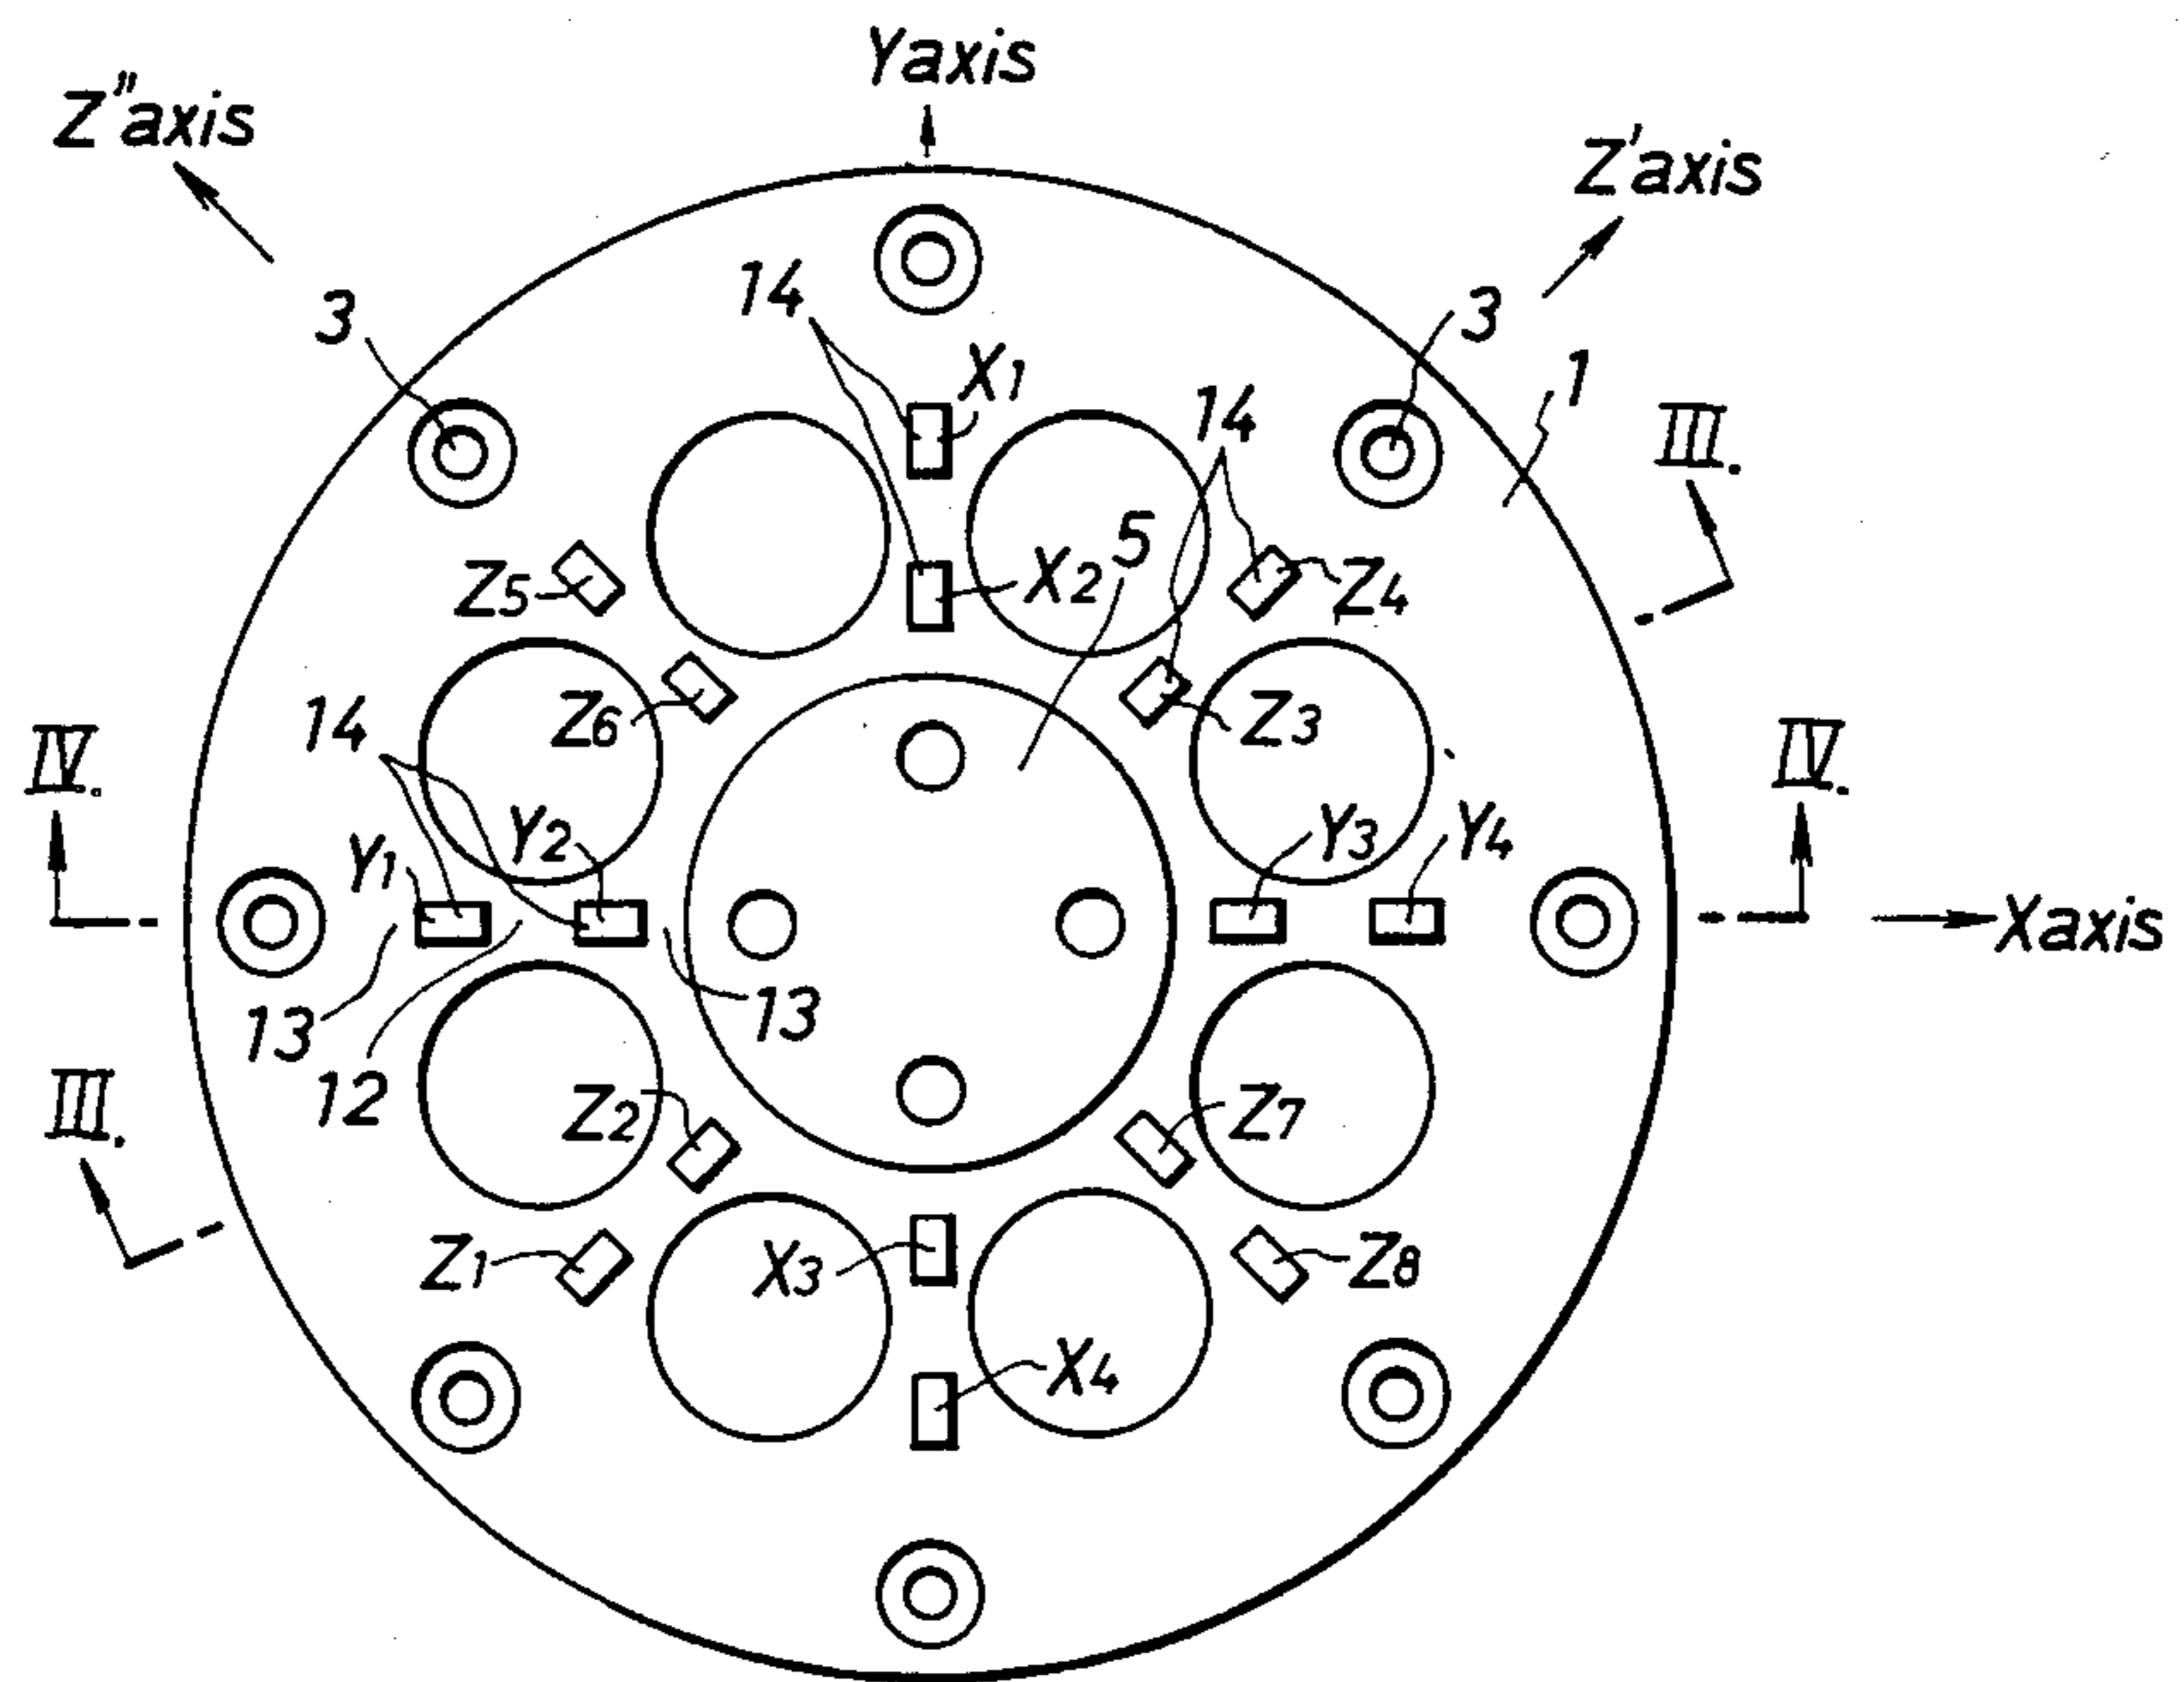 Yaxis
Z"axis
Z'axis
3
14
3
X1
1
14
III.
5
X2
Z5
Z4
14
Z6
Z3
IV.
IV.
Y1
Y2
Y3
Y4
Xaxis
13
13
12
III.
Z2
Z7
Z1
X3
Z8
X4